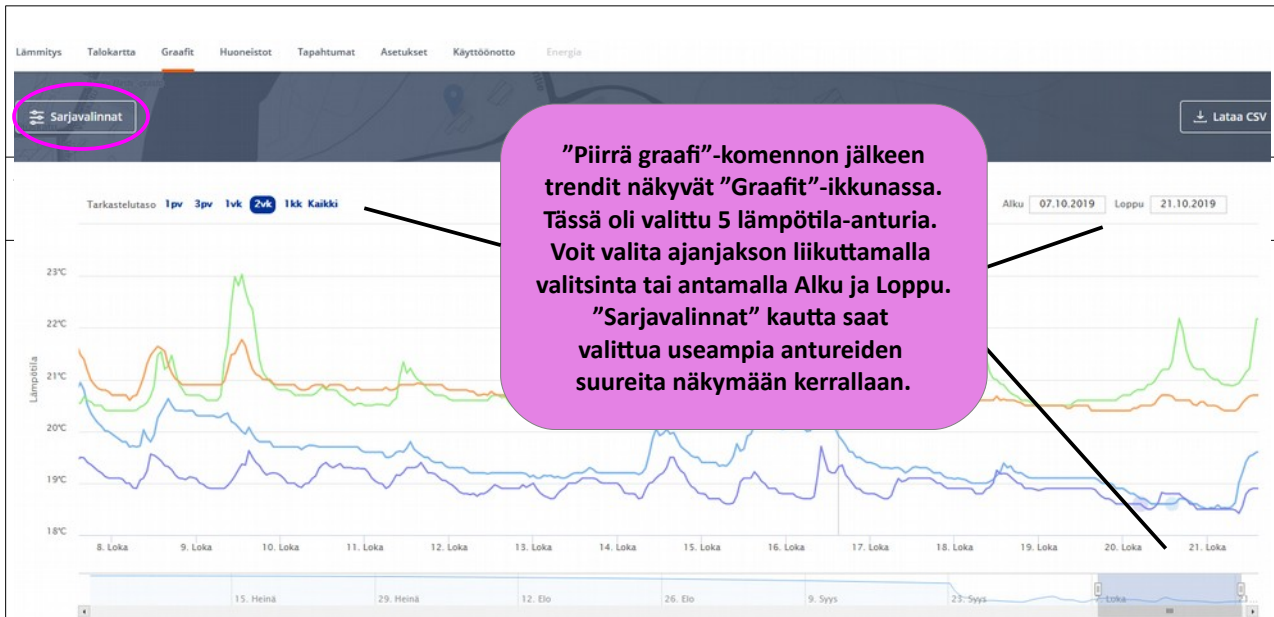 Lämmitys Talokartta Graafit Huoneistot Tapahtumat Asetukset Käyttöönotto Energia
Sarjavalinnat
Lataa CSV
”Piirrä graafi”-komennon jälkeen
trendit näkyvät ”Graafit”-ikkunassa.
Tässä oli valittu 5 lämpötila-anturia.
Voit valita ajanjakson liikuttamalla
valitsinta tai antamalla Alku ja Loppu.
”Sarjavalinnat” kautta saat
valittua useampia antureiden
suureita näkymään kerrallaan.
Tarkastelutaso 1pv 3pv 1vk 2vk 1kk Kaikki
Alku 07.10.2019 Loppu 21.10.2019
Lämpötila
23°C
22°C
21°C
20°C
19°C
18°C
8. Loka 9. Loka 10. Loka 11. Loka 12. Loka 13. Loka 14. Loka 15. Loka 16. Loka 17. Loka 18. Loka 19. Loka 20. Loka 21. Loka
15. Heinä 29. Heinä 12. Elo 26. Elo 9. Syys 23. Syys 7. Loka 21...